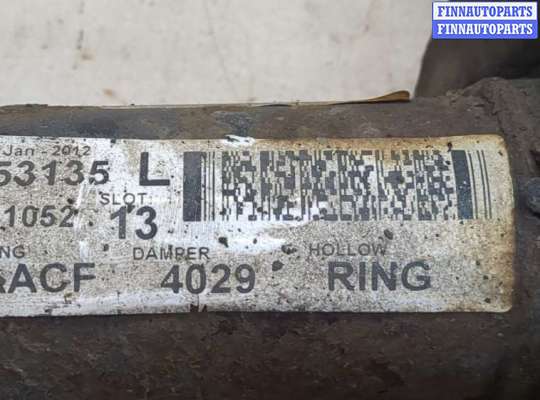 FINNAUTOPARTS
FINNAUTOPARTS
Jan - 2012
53135 L
SLOT
1052 13
DAMPER HOLLOW
ACF 4029 RING